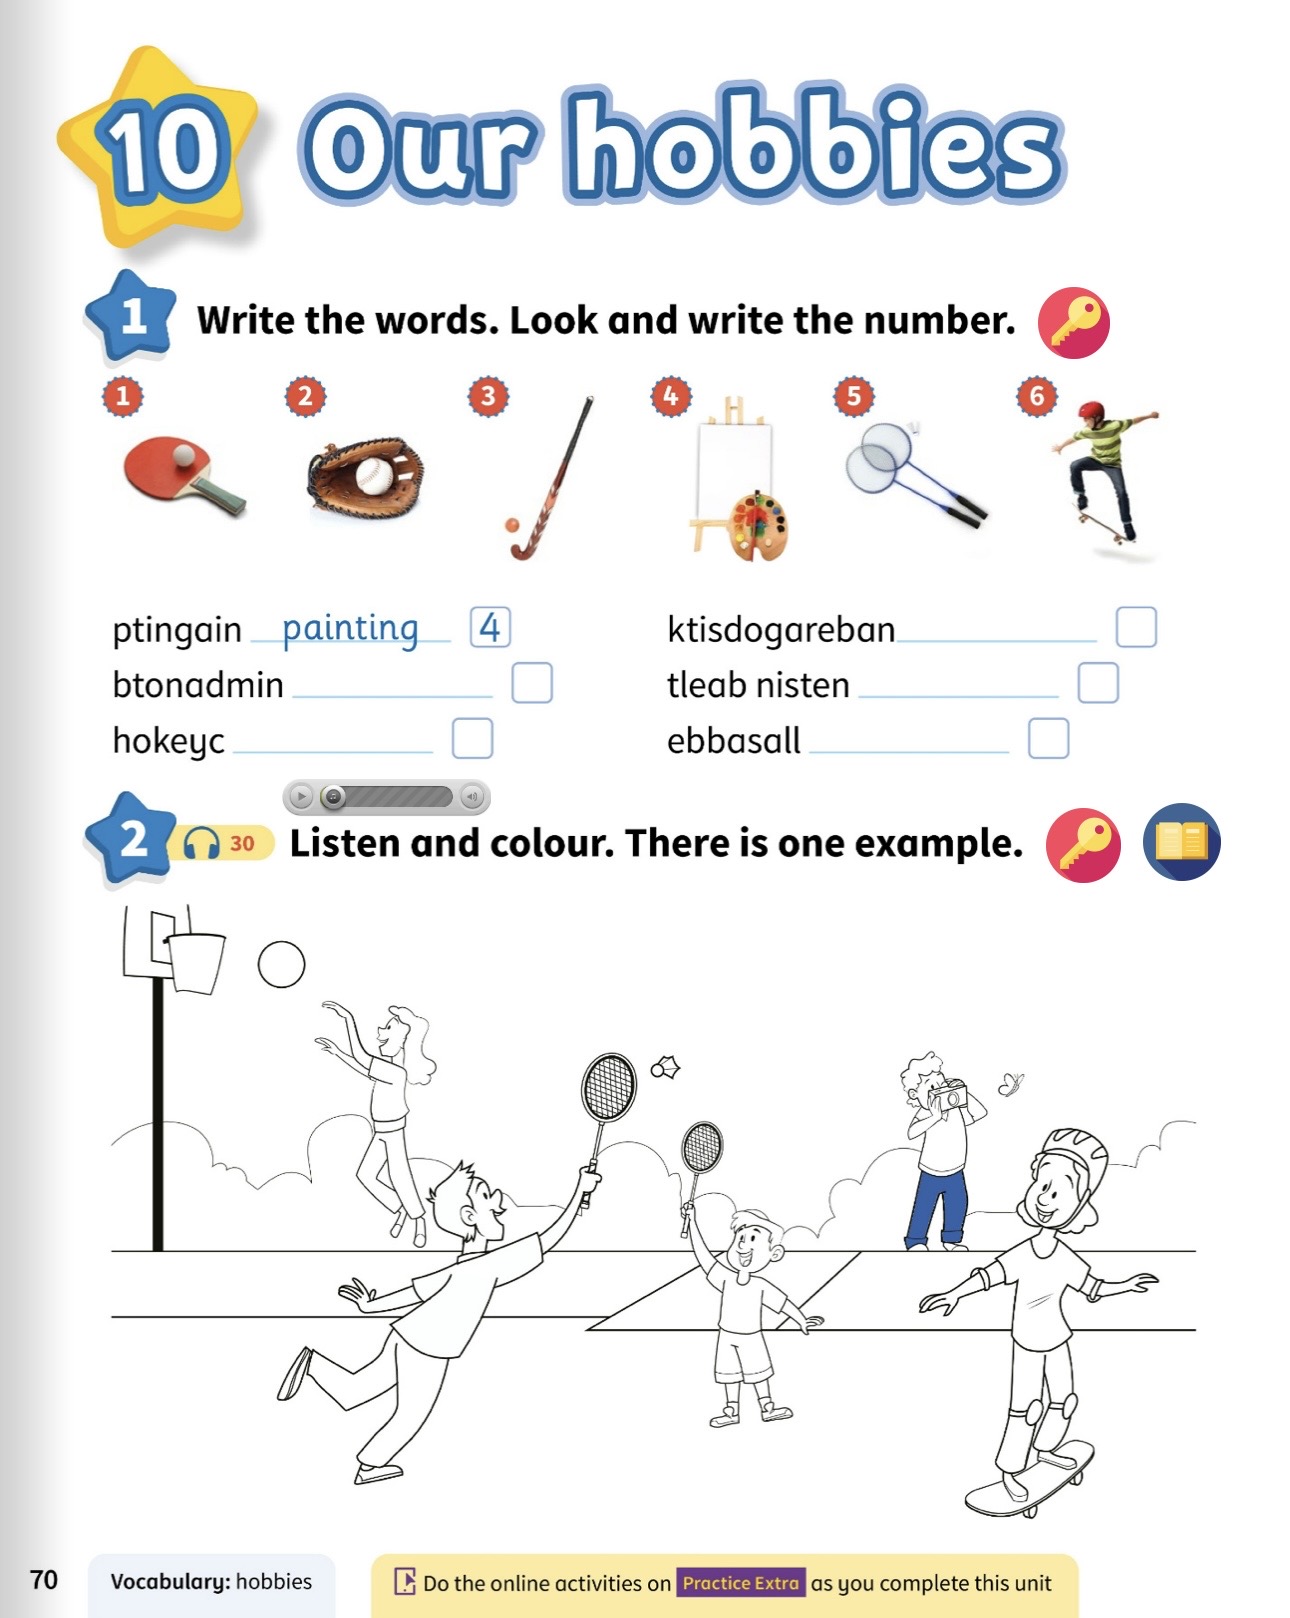 10 Our hobbies
1 Write the words. Look and write the number.
1 2 3 4 5 6
ptingain painting 4
btonadmin
hokeyc
ktisdogareban
tleab nisten
ebbasall
2 30 Listen and colour. There is one example.
70 Vocabulary: hobbies Do the online activities on Practice Extra as you complete this unit